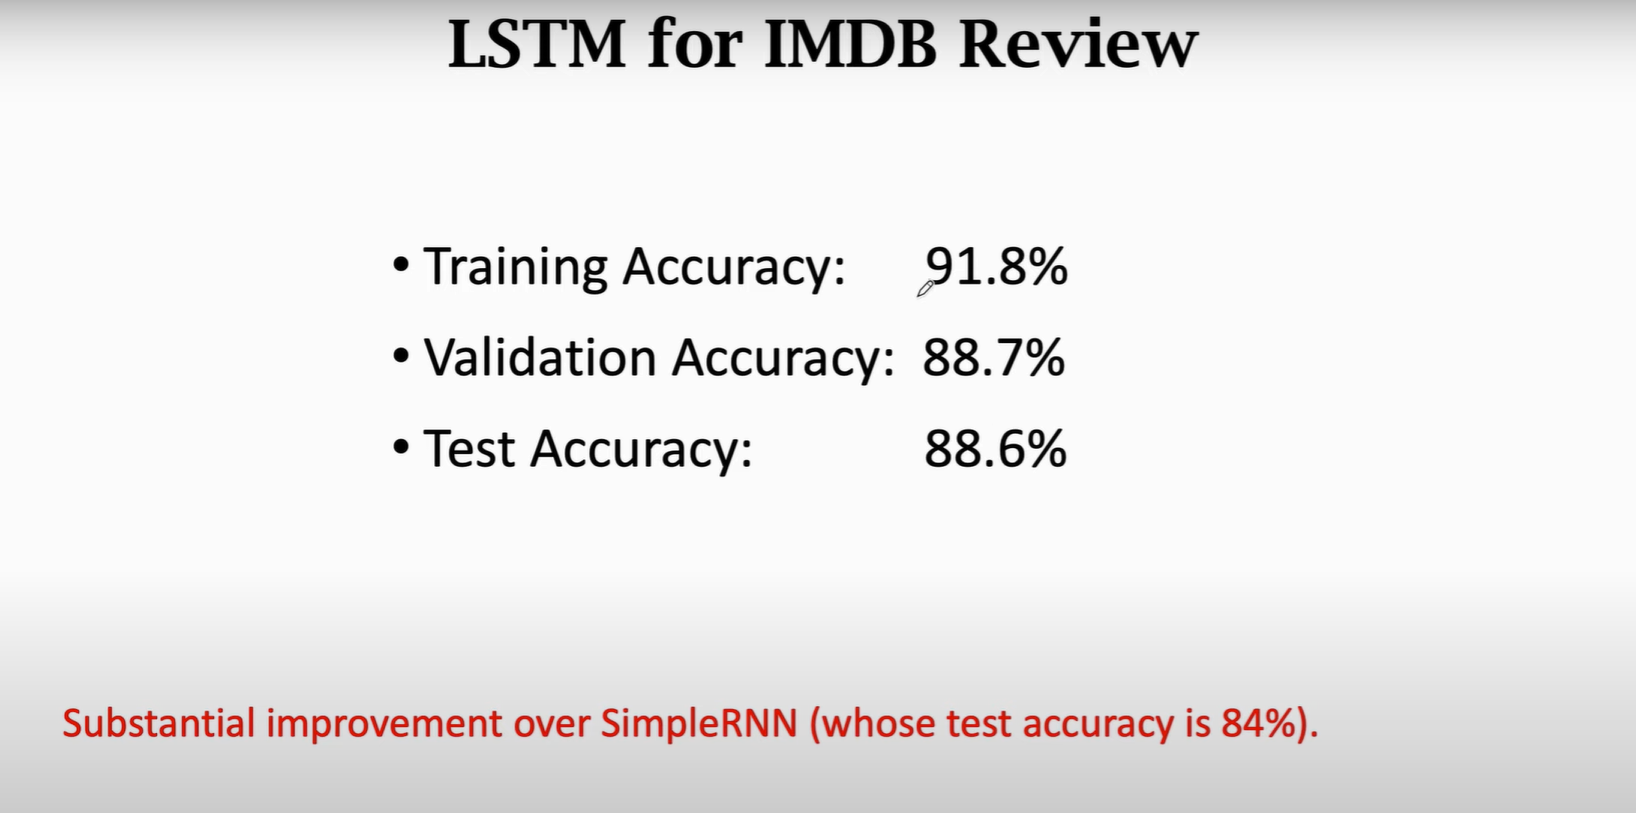 LSTM for IMDB Review
• Training Accuracy: 91.8%
• Validation Accuracy: 88.7%
• Test Accuracy: 88.6%
Substantial improvement over SimpleRNN (whose test accuracy is 84%).